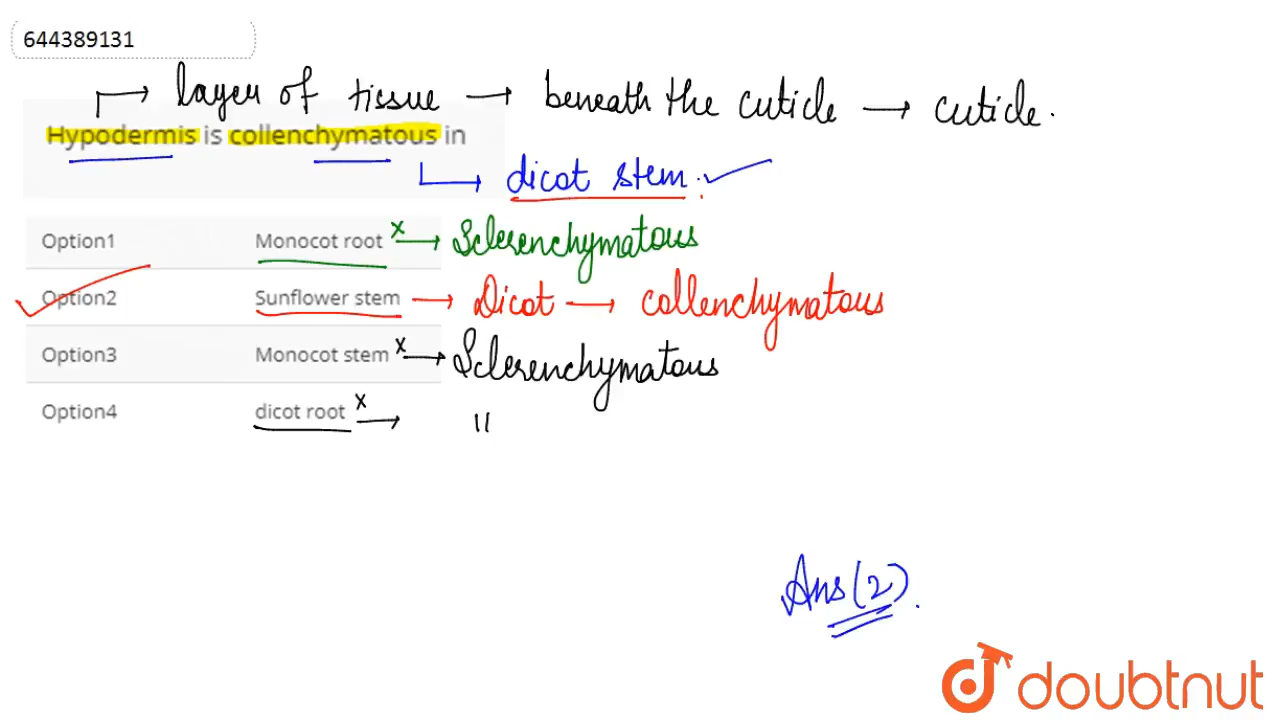 644389131
layer of tissue → beneath the cuticle → cuticle.
Hypodermis is collenchymatous in
dicot stem.
Option1 Monocot root x → Sclerenchymatous
Option2 Sunflower stem → Dicot → collenchymatous
Option3 Monocot stem x → Sclerenchymatous
Option4 dicot root x → "
Ans (2).
doubtnut